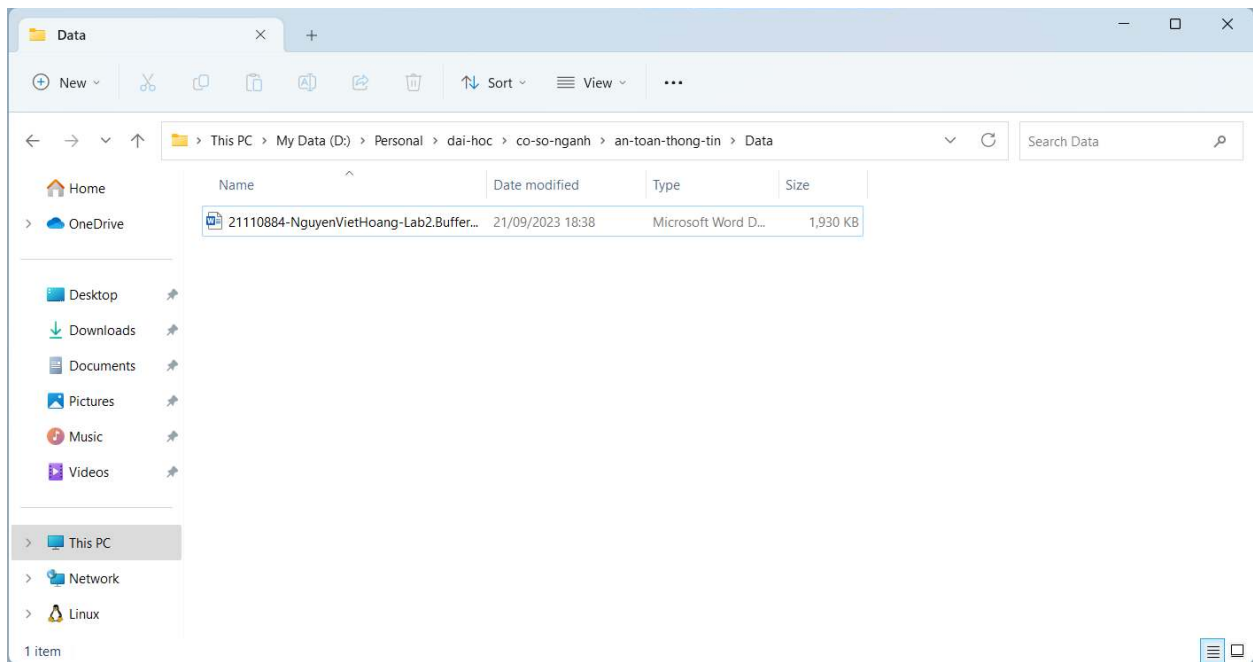 Data
New Sort View
This PC > My Data (D:) > Personal > dai-hoc > co-so-nganh > an-toan-thong-tin > Data Search Data
Name Date modified Type Size
21110884-NguyenVietHoang-Lab2.Buffer... 21/09/2023 18:38 Microsoft Word D... 1,930 KB
Home
OneDrive
Desktop
Downloads
Documents
Pictures
Music
Videos
This PC
Network
Linux
1 item